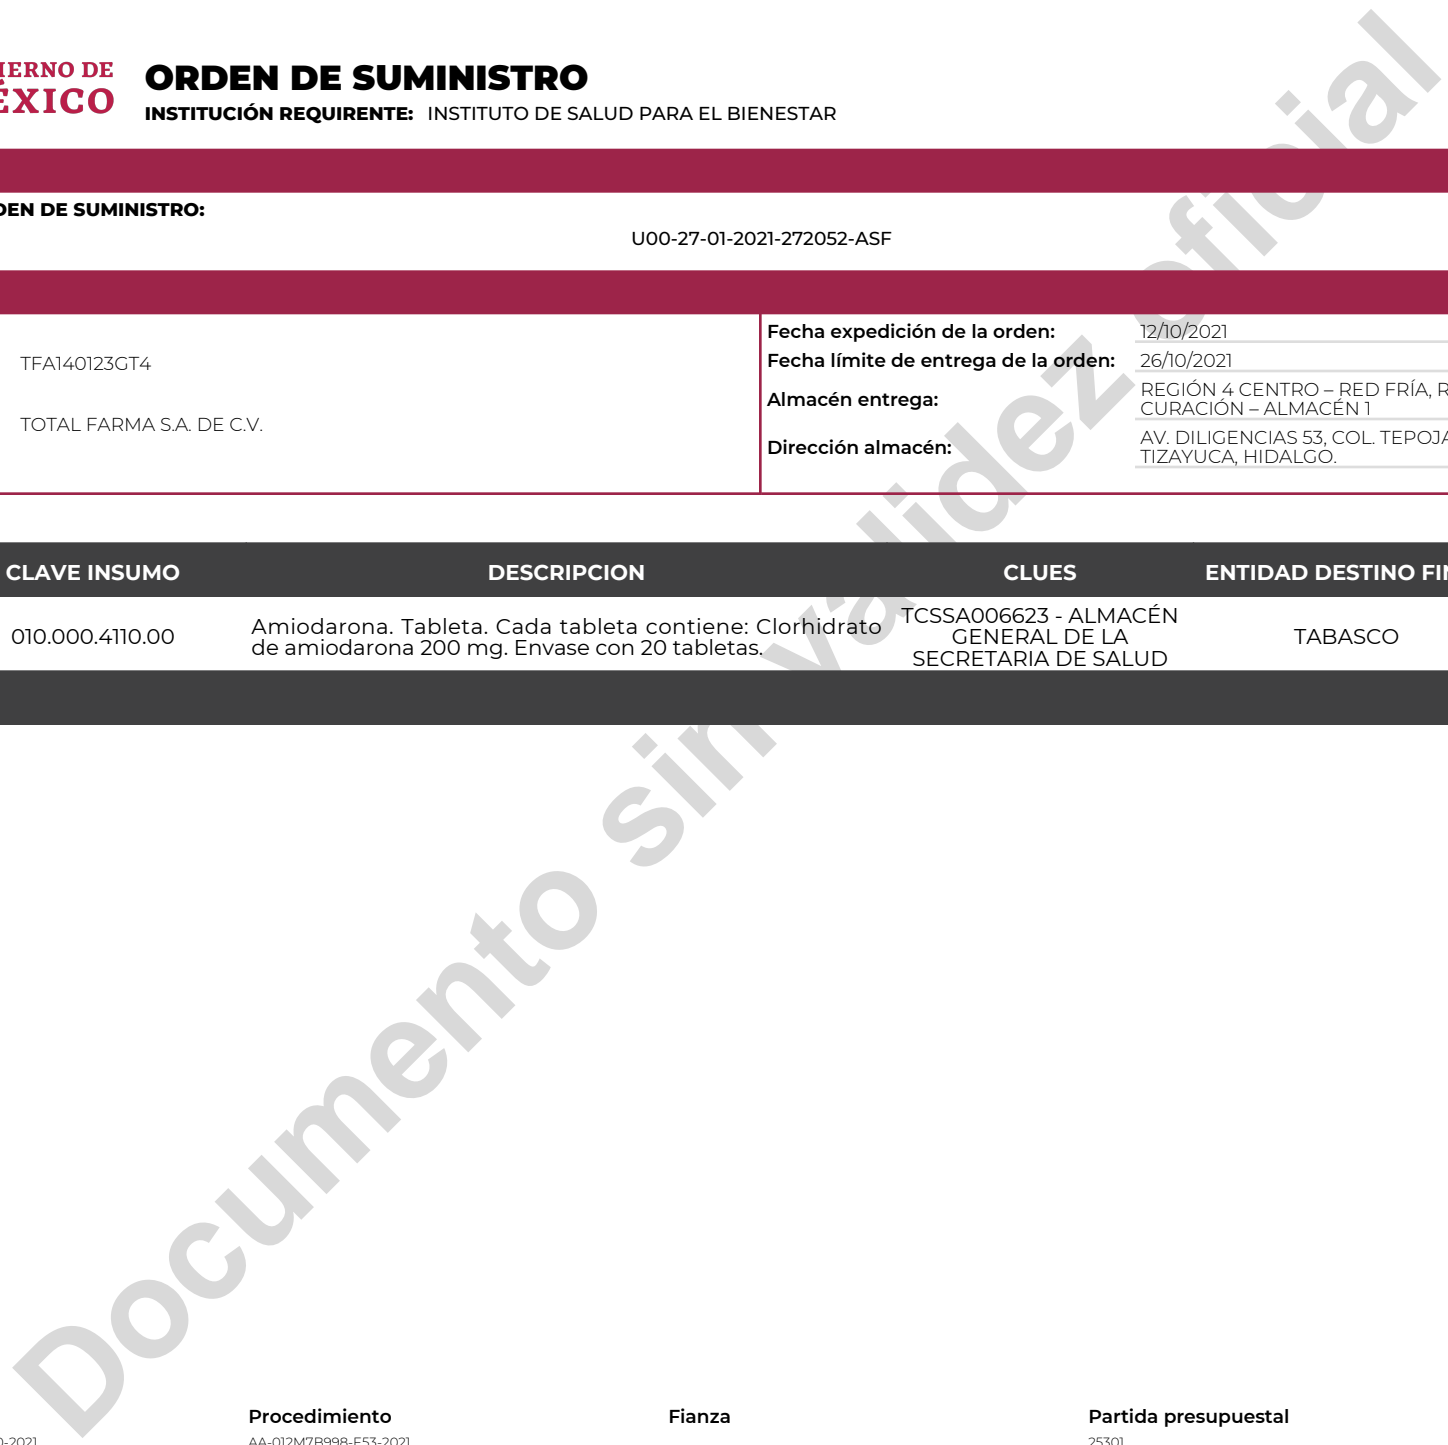 IERNO DE
ÉXICO
ORDEN DE SUMINISTRO
INSTITUCIÓN REQUIRENTE: INSTITUTO DE SALUD PARA EL BIENESTAR
DEN DE SUMINISTRO:
U00-27-01-2021-272052-ASF
TFA140123GT4
TOTAL FARMA S.A. DE C.V.
Fecha expedición de la orden: 12/10/2021
Fecha límite de entrega de la orden: 26/10/2021
Almacén entrega: REGIÓN 4 CENTRO – RED FRÍA, R
CURACIÓN – ALMACÉN 1
Dirección almacén: AV. DILIGENCIAS 53, COL. TEPOJA
TIZAYUCA, HIDALGO.
CLAVE INSUMO DESCRIPCION CLUES ENTIDAD DESTINO FIN
010.000.4110.00
Amiodarona. Tableta. Cada tableta contiene: Clorhidrato
de amiodarona 200 mg. Envase con 20 tabletas.
TCSSA006623 - ALMACÉN
GENERAL DE LA
SECRETARIA DE SALUD
TABASCO
Documento sin validez oficial
Procedimiento Fianza Partida presupuestal
0-2021 AA-012M7B998-E53-2021 25301